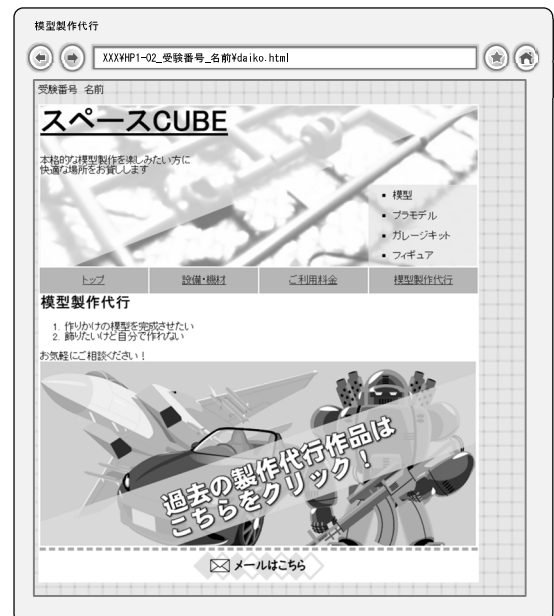 模型製作代行
XXX¥HP1-02_受験番号_名前¥daiko.html
受験番号 名前
スペースCUBE
本格的な模型製作を楽しみたい方に
快適な場所をお貸しします
▪ 模型
▪ プラモデル
▪ ガレージキット
▪ フィギュア
トップ 設備・機材 ご利用料金 模型製作代行
模型製作代行
1. 作りかけの模型を完成させたい
2. 飾りたいけど自分で作れない
お気軽にご相談ください！
過去の製作代行作品は
こちらをクリック！
メールはこちら